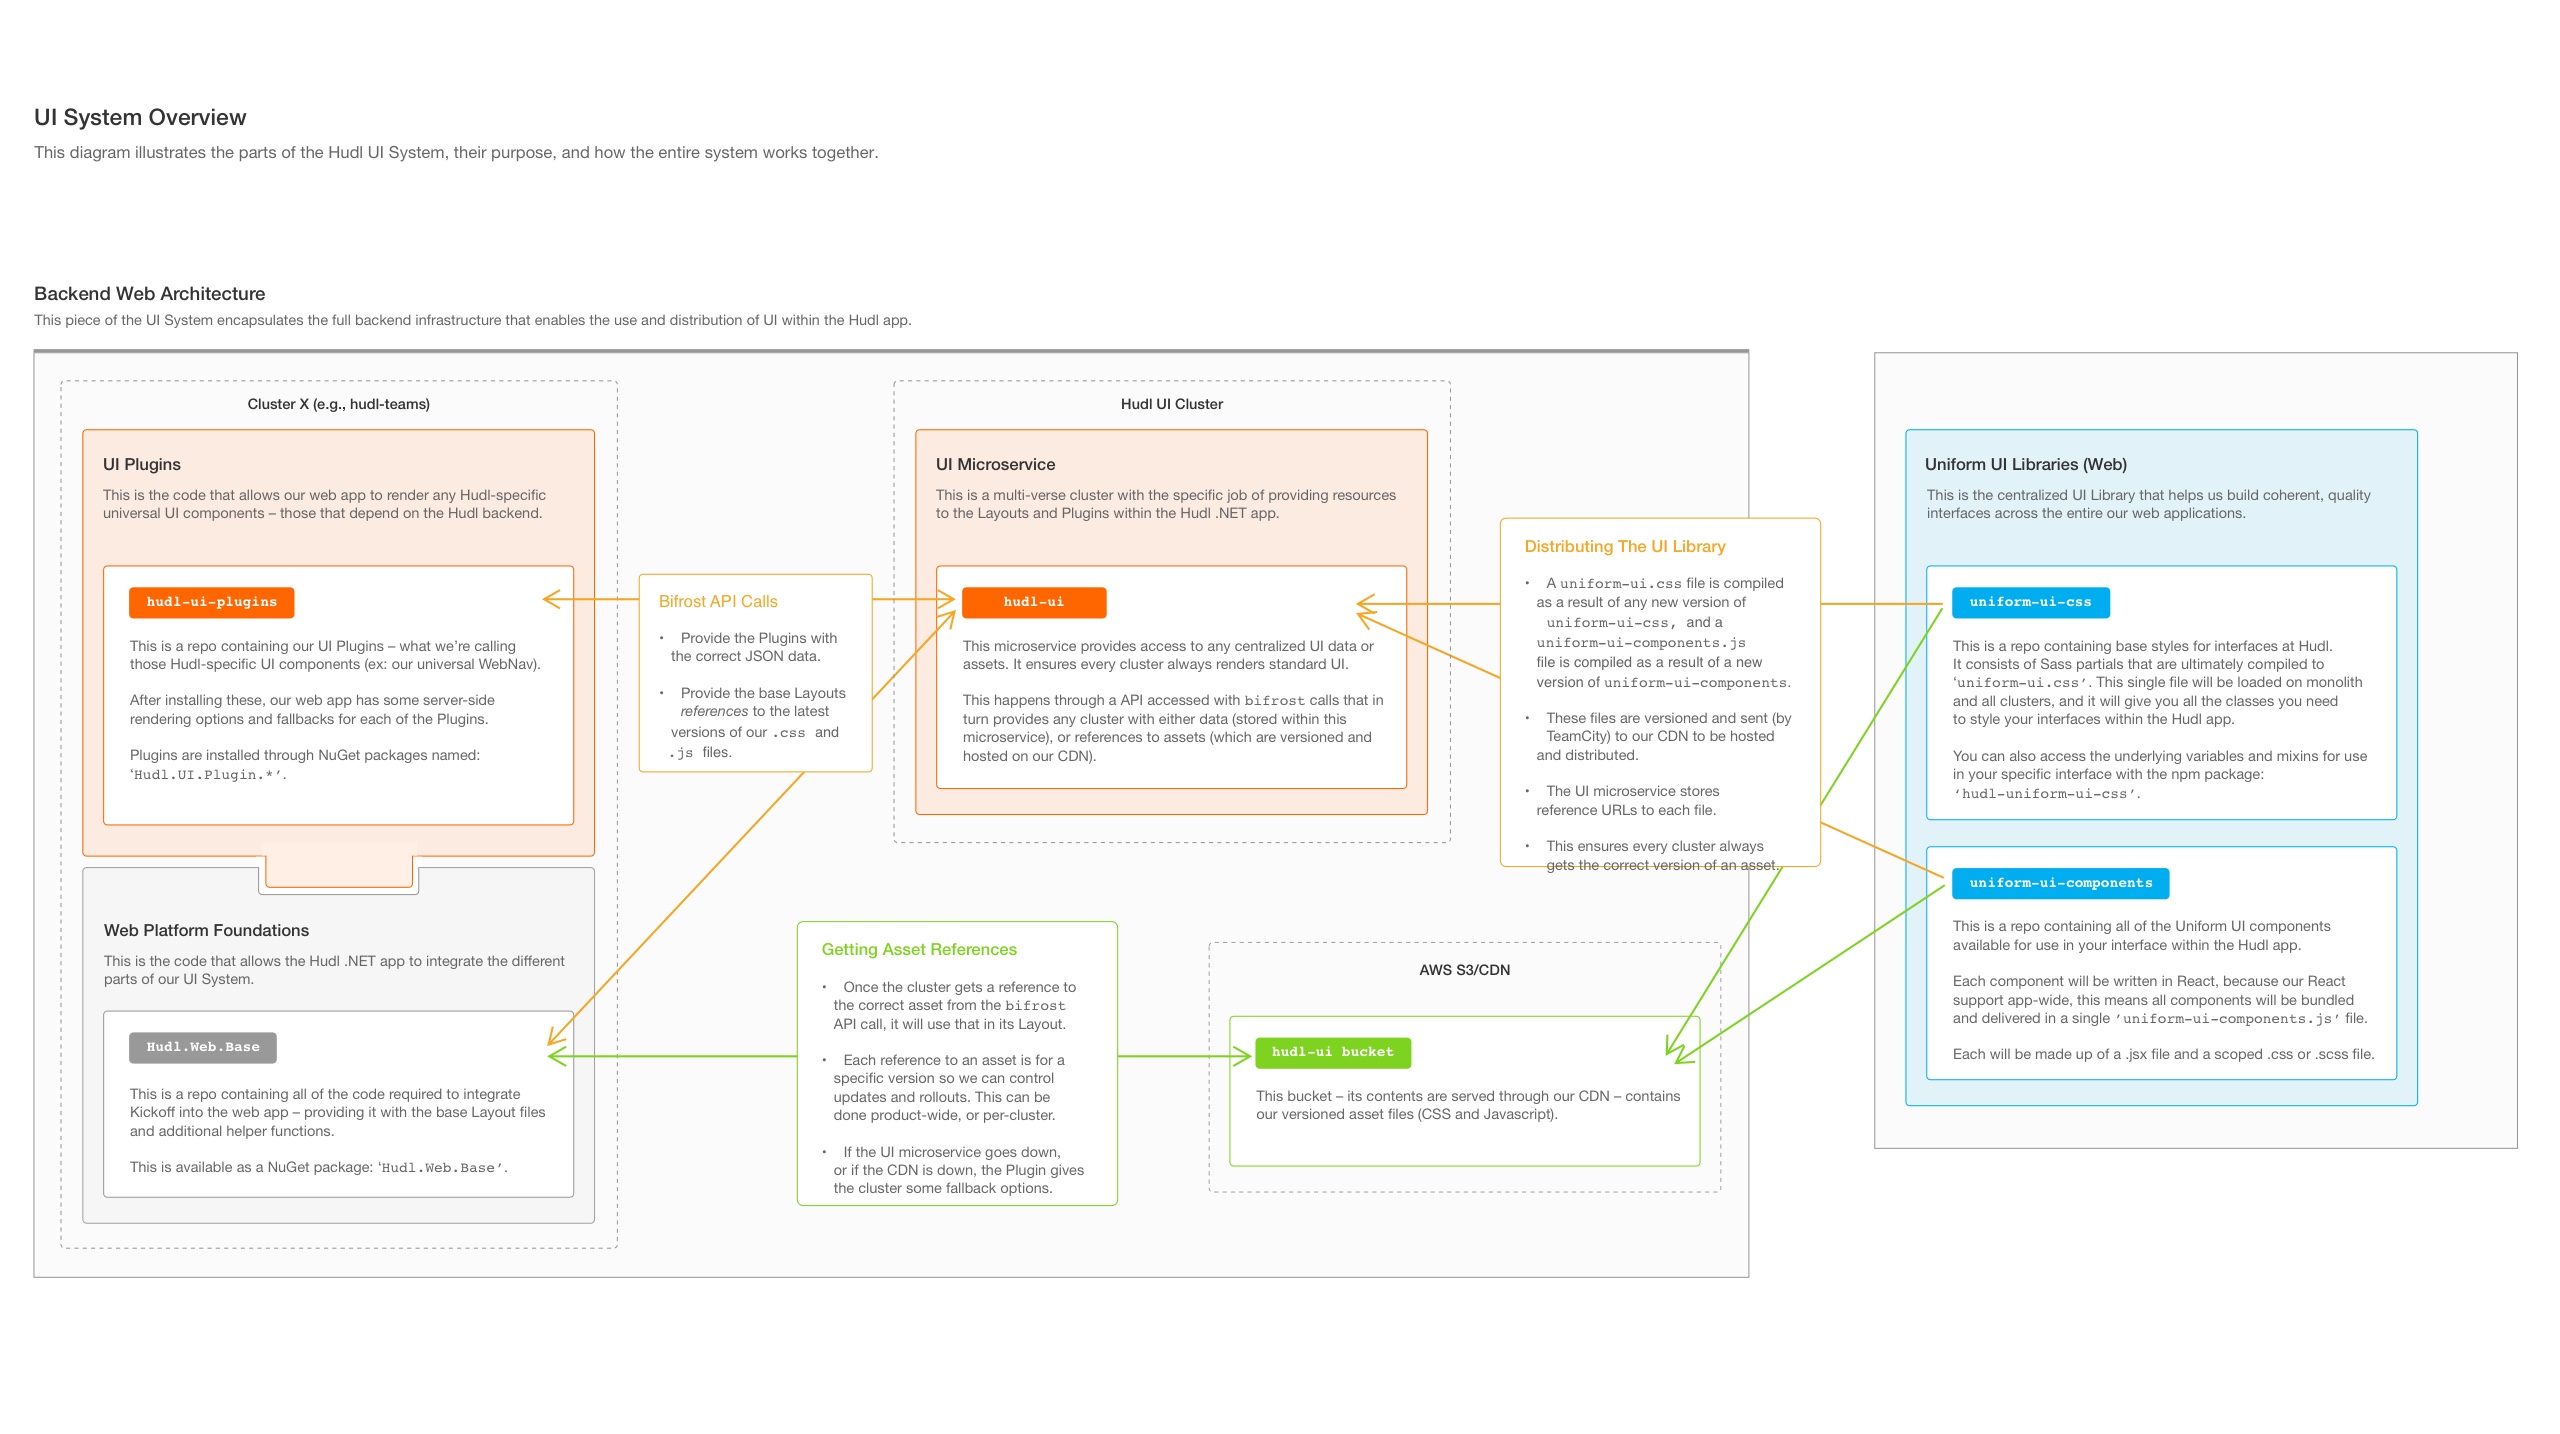 UI System Overview
This diagram illustrates the parts of the Hudl UI System, their purpose, and how the entire system works together.
Backend Web Architecture
This piece of the UI System encapsulates the full backend infrastructure that enables the use and distribution of UI within the Hudl app.
Cluster X (e.g., hudl-teams)
UI Plugins
This is the code that allows our web app to render any Hudl-specific
universal UI components – those that depend on the Hudl backend.
hudl-ui-plugins
This is a repo containing our UI Plugins – what we’re calling
those Hudl-specific UI components (ex: our universal WebNav).
After installing these, our web app has some server-side
rendering options and fallbacks for each of the Plugins.
Plugins are installed through NuGet packages named:
‘Hudl.UI.Plugin.*’.
Web Platform Foundations
This is the code that allows the Hudl .NET app to integrate the different
parts of our UI System.
Hudl.Web.Base
This is a repo containing all of the code required to integrate
Kickoff into the web app – providing it with the base Layout files
and additional helper functions.
This is available as a NuGet package: ‘Hudl.Web.Base’.
Bifrost API Calls
• Provide the Plugins with
the correct JSON data.
• Provide the base Layouts
references to the latest
versions of our .css and
.js files.
Hudl UI Cluster
UI Microservice
This is a multi-verse cluster with the specific job of providing resources
to the Layouts and Plugins within the Hudl .NET app.
hudl-ui
This microservice provides access to any centralized UI data or
assets. It ensures every cluster always renders standard UI.
This happens through a API accessed with bifrost calls that in
turn provides any cluster with either data (stored within this
microservice), or references to assets (which are versioned and
hosted on our CDN).
Getting Asset References
• Once the cluster gets a reference to
the correct asset from the bifrost
API call, it will use that in its Layout.
• Each reference to an asset is for a
specific version so we can control
updates and rollouts. This can be
done product-wide, or per-cluster.
• If the UI microservice goes down,
or if the CDN is down, the Plugin gives
the cluster some fallback options.
AWS S3/CDN
hudl-ui bucket
This bucket – its contents are served through our CDN – contains
our versioned asset files (CSS and Javascript).
Distributing The UI Library
• A uniform-ui.css file is compiled
as a result of any new version of
uniform-ui-css, and a
uniform-ui-components.js
file is compiled as a result of a new
version of uniform-ui-components.
• These files are versioned and sent (by
TeamCity) to our CDN to be hosted
and distributed.
• The UI microservice stores
reference URLs to each file.
• This ensures every cluster always
gets the correct version of an asset.
Uniform UI Libraries (Web)
This is the centralized UI Library that helps us build coherent, quality
interfaces across the entire our web applications.
uniform-ui-css
This is a repo containing base styles for interfaces at Hudl.
It consists of Sass partials that are ultimately compiled to
‘uniform-ui.css’. This single file will be loaded on monolith
and all clusters, and it will give you all the classes you need
to style your interfaces within the Hudl app.
You can also access the underlying variables and mixins for use
in your specific interface with the npm package:
‘hudl-uniform-ui-css’.
uniform-ui-components
This is a repo containing all of the Uniform UI components
available for use in your interface within the Hudl app.
Each component will be written in React, because our React
support app-wide, this means all components will be bundled
and delivered in a single ’uniform-ui-components.js’ file.
Each will be made up of a .jsx file and a scoped .css or .scss file.